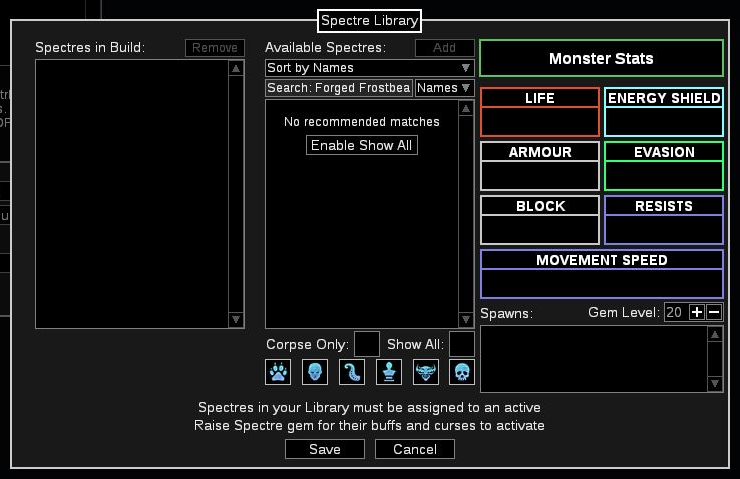 Spectre Library
Spectres in Build:
Remove
Available Spectres:
Add
Sort by Names
Search: Forged Frostbea
Names
No recommended matches
Enable Show All
Monster Stats
LIFE
ENERGY SHIELD
ARMOUR
EVASION
BLOCK
RESISTS
MOVEMENT SPEED
Spawns:
Gem Level: 20
Corpse Only:
Show All:
Spectres in your Library must be assigned to an active
Raise Spectre gem for their buffs and curses to activate
Save
Cancel